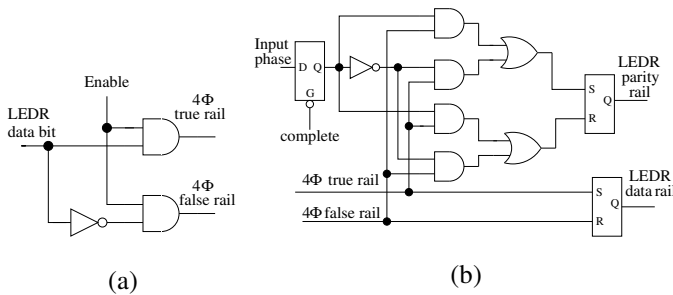 (a)
Enable
LEDR
data bit
4Φ
true rail
4Φ
false rail
(b)
Input
phase
D Q
G
complete
4Φ true rail
4Φ false rail
S
R
Q
LEDR
parity
rail
S
R
Q
LEDR
data rail